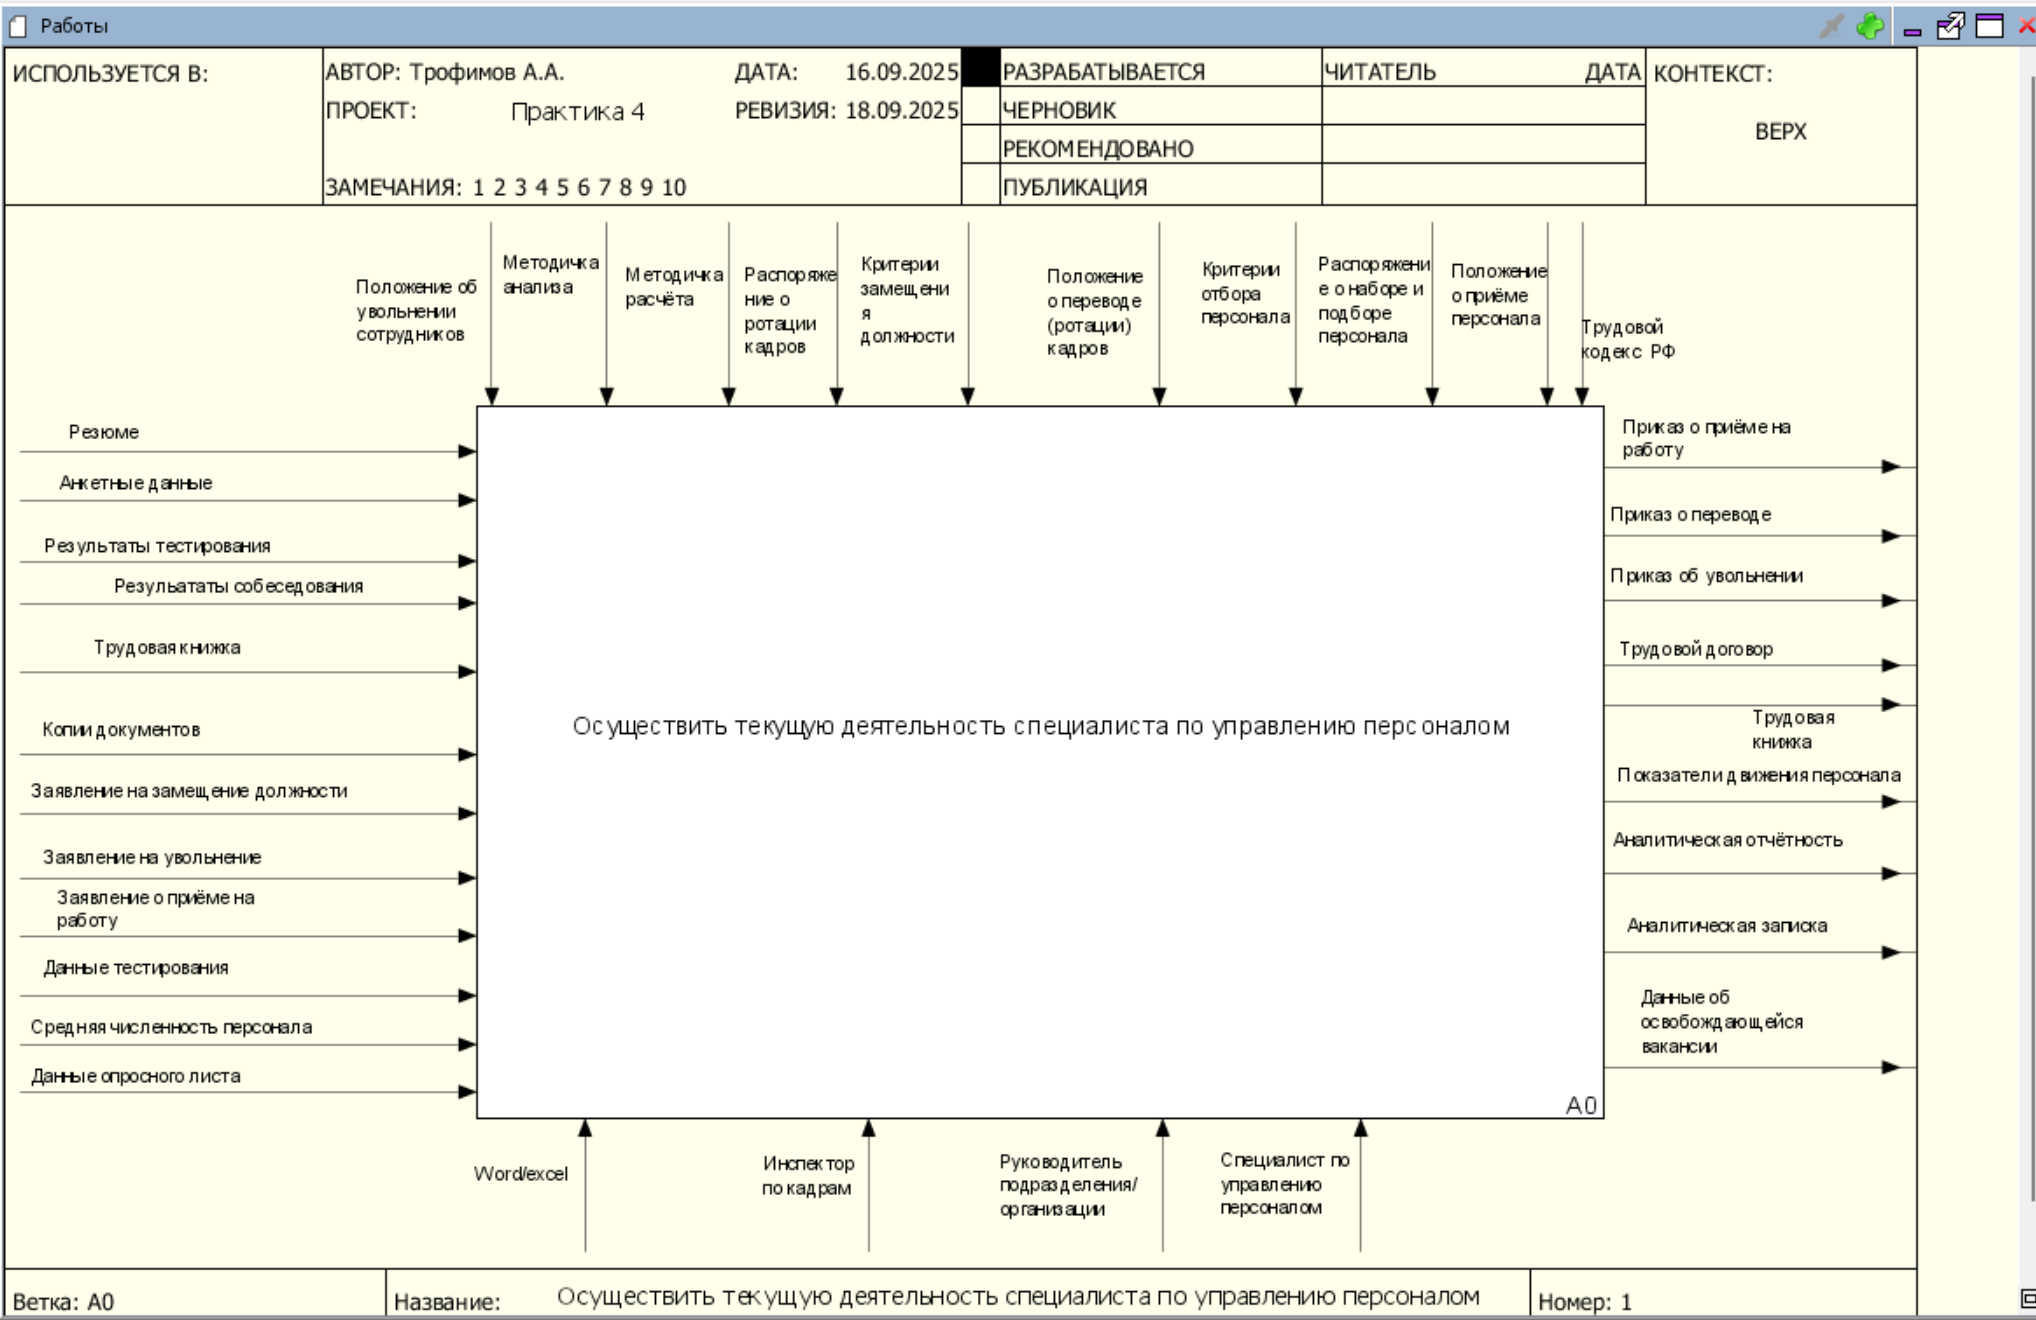 Работы
ИСПОЛЬЗУЕТСЯ В:
АВТОР: Трофимов А.А.
ДАТА: 16.09.2025
ПРОЕКТ: Практика 4
РЕВИЗИЯ: 18.09.2025
ЗАМЕЧАНИЯ: 1 2 3 4 5 6 7 8 9 10
РАЗРАБАТЫВАЕТСЯ
ЧЕРНОВИК
РЕКОМЕНДОВАНО
ПУБЛИКАЦИЯ
ЧИТАТЕЛЬ
ДАТА
КОНТЕКСТ:
ВЕРХ
Положение об
увольнении
сотрудников
Методичка
анализа
Методичка
расчёта
Распоряже
ние о
ротации
кадров
Критерии
замещени
я
должности
Положение
о переводе
(ротации)
кадров
Критерии
отбора
персонала
Распоряжени
е о наборе и
подборе
персонала
Положение
о приёме
персонала
Трудовой
кодекс РФ
Резюме
Анкетные данные
Результаты тестирования
Резульататы собеседования
Трудовая книжка
Копии документов
Заявление на замещение должности
Заявление на увольнение
Заявление о приёме на
работу
Данные тестирования
Средняя численность персонала
Данные опросного листа
Осуществить текущую деятельность специалиста по управлению персоналом
A0
Приказ о приёме на
работу
Приказ о переводе
Приказ об увольнении
Трудовой договор
Трудовая
книжка
Показатели движения персонала
Аналитическая отчётность
Аналитическая записка
Данные об
освобождающейся
вакансии
Word/excel
Инспектор
по кадрам
Руководитель
подразделения/
организации
Специалист по
управлению
персоналом
Ветка: A0
Название: Осуществить текущую деятельность специалиста по управлению персоналом
Номер: 1